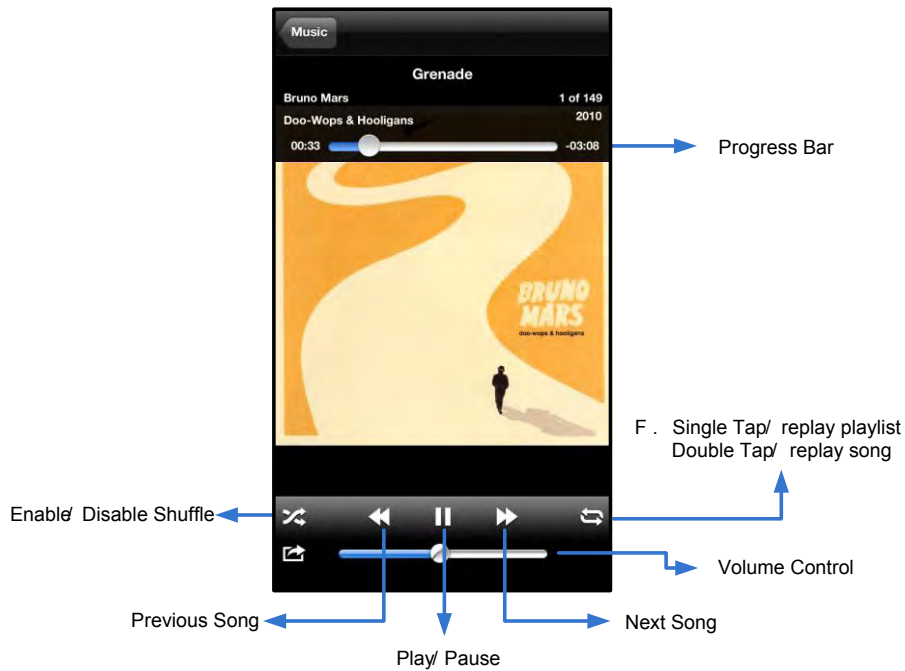 Music
Grenade
Bruno Mars
1 of 149
Doo-Wops & Hooligans
2010
00:33
-03:08
Progress Bar
BRUNO
MARS
doo-wops & hooligans
F . Single Tap/ replay playlist
Double Tap/ replay song
Enable/ Disable Shuffle
Volume Control
Previous Song
Next Song
Play/ Pause